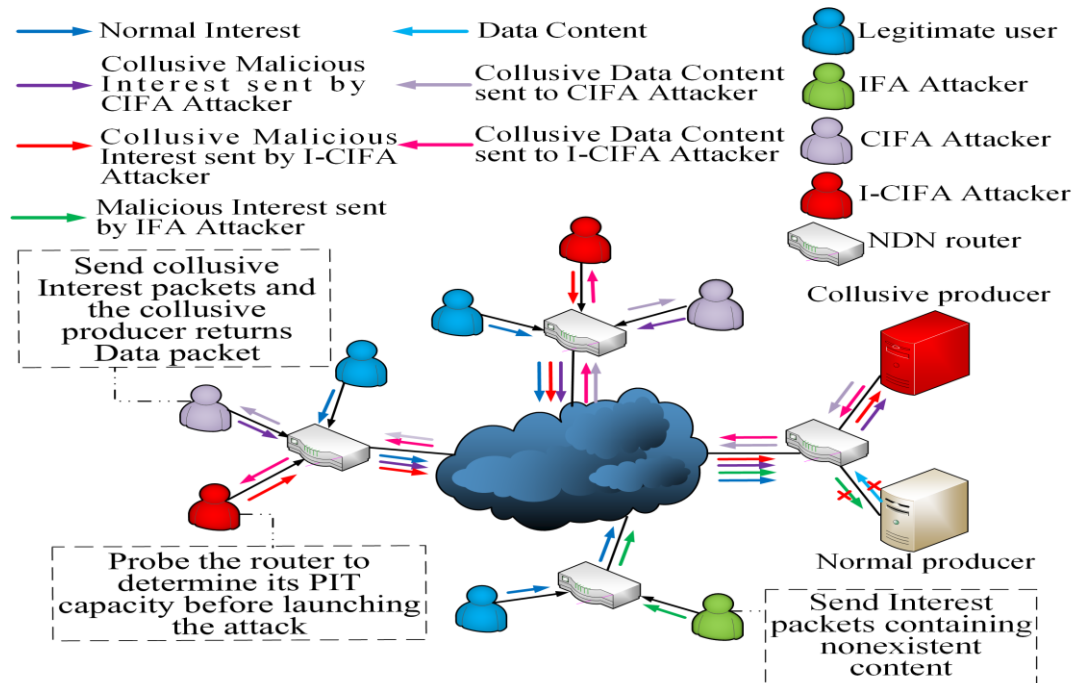 Normal Interest
Collusive Malicious
Interest sent by
CIFA Attacker
Collusive Malicious
Interest sent by I-CIFA
Attacker
Malicious Interest sent
by IFA Attacker
Data Content
Collusive Data Content
sent to CIFA Attacker
Collusive Data Content
sent to I-CIFA Attacker
Legitimate user
IFA Attacker
CIFA Attacker
I-CIFA Attacker
NDN router
Send collusive
Interest packets and
the collusive
producer returns
Data packet
Collusive producer
Normal producer
Probe the router to
determine its PIT
capacity before launching
the attack
Send Interest
packets containing
nonexistent
content